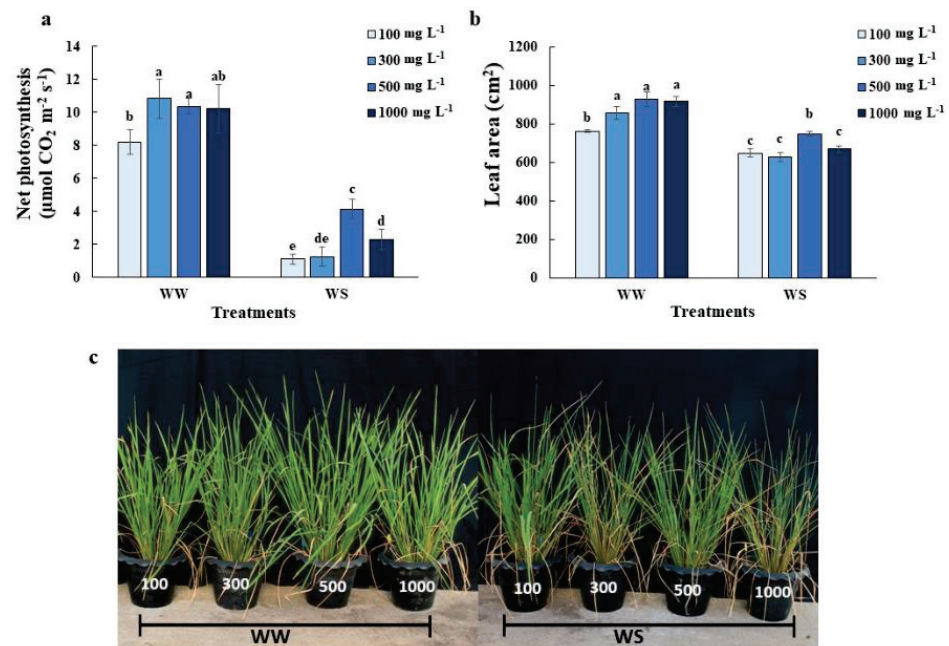 a
Net photosynthesis
(µmol CO₂ m⁻² s⁻¹)
14
12
10
8
6
4
2
0
b
a
a
ab
e
de
c
d
WW
WS
Treatments
100 mg L⁻¹
300 mg L⁻¹
500 mg L⁻¹
1000 mg L⁻¹
b
Leaf area (cm²)
1200
1000
800
600
400
200
0
b
a
a
a
c
c
b
c
WW
WS
Treatments
100 mg L⁻¹
300 mg L⁻¹
500 mg L⁻¹
1000 mg L⁻¹
c
100 300 500 1000
WW
100 300 500 1000
WS